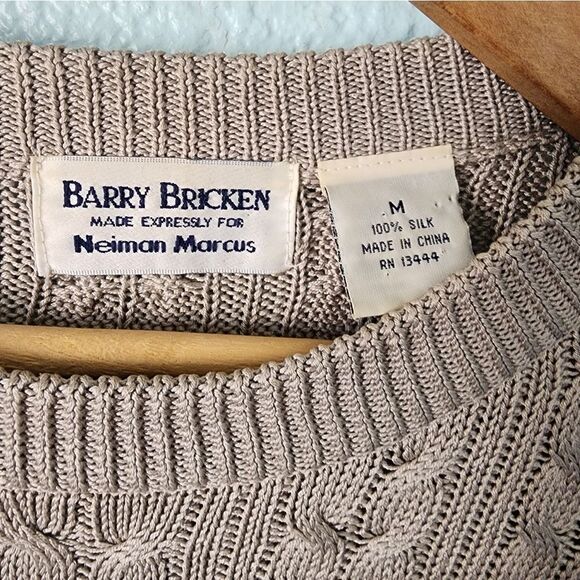 BARRY BRICKEN
MADE EXPRESSLY FOR
Neiman Marcus
M
100% SILK
MADE IN CHINA
RN 13444